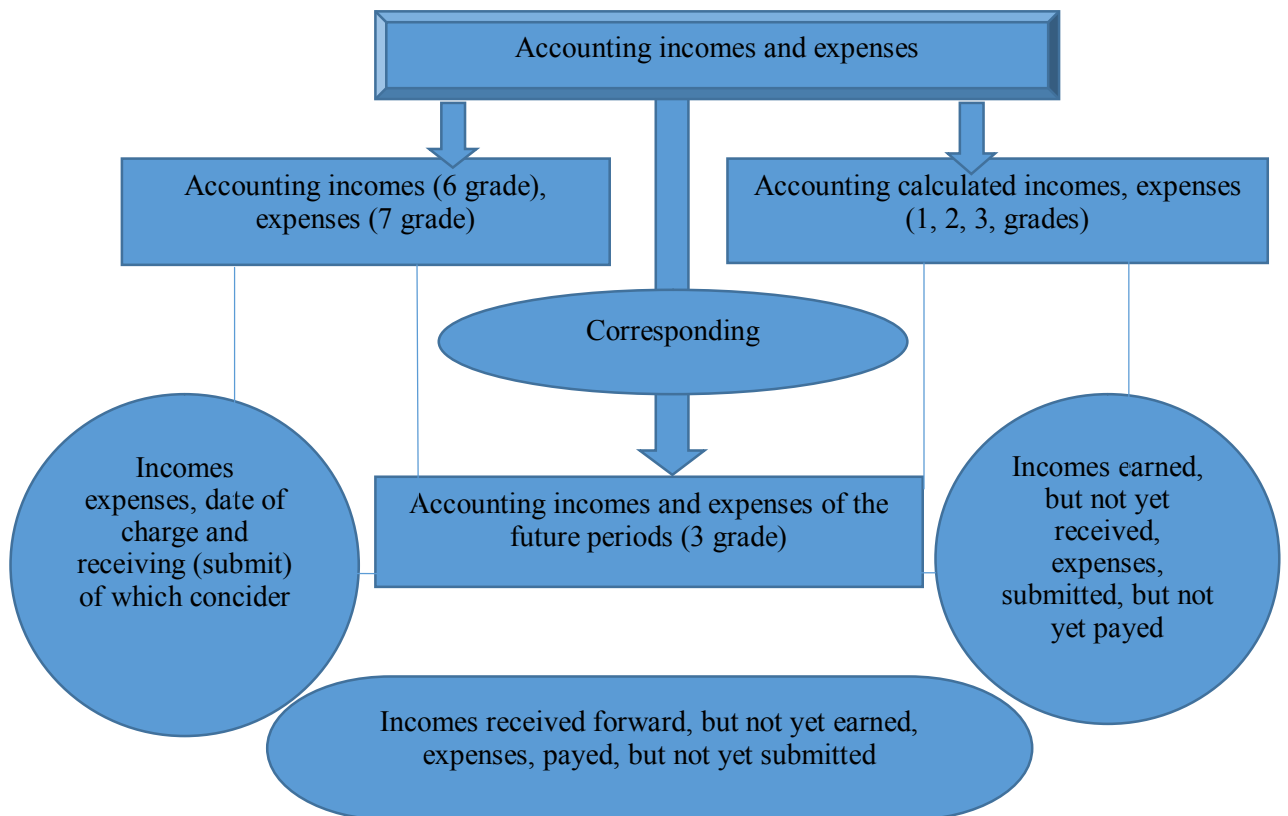 Accounting incomes and expenses
Accounting incomes (6 grade),
expenses (7 grade)
Accounting calculated incomes, expenses
(1, 2, 3, grades)
Corresponding
Incomes
expenses, date of
charge and
receiving (submit)
of which concider
Accounting incomes and expenses of the
future periods (3 grade)
Incomes earned,
but not yet
received,
expenses,
submitted, but not
yet payed
Incomes received forward, but not yet earned,
expenses, payed, but not yet submitted